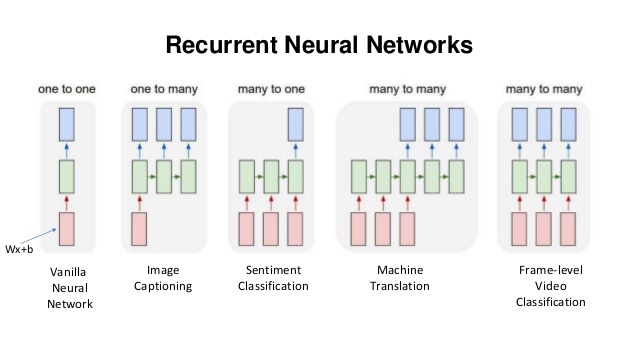 Recurrent Neural Networks
one to one
one to many
many to one
many to many
many to many
Wx+b
Vanilla
Neural
Network
Image
Captioning
Sentiment
Classification
Machine
Translation
Frame-level
Video
Classification